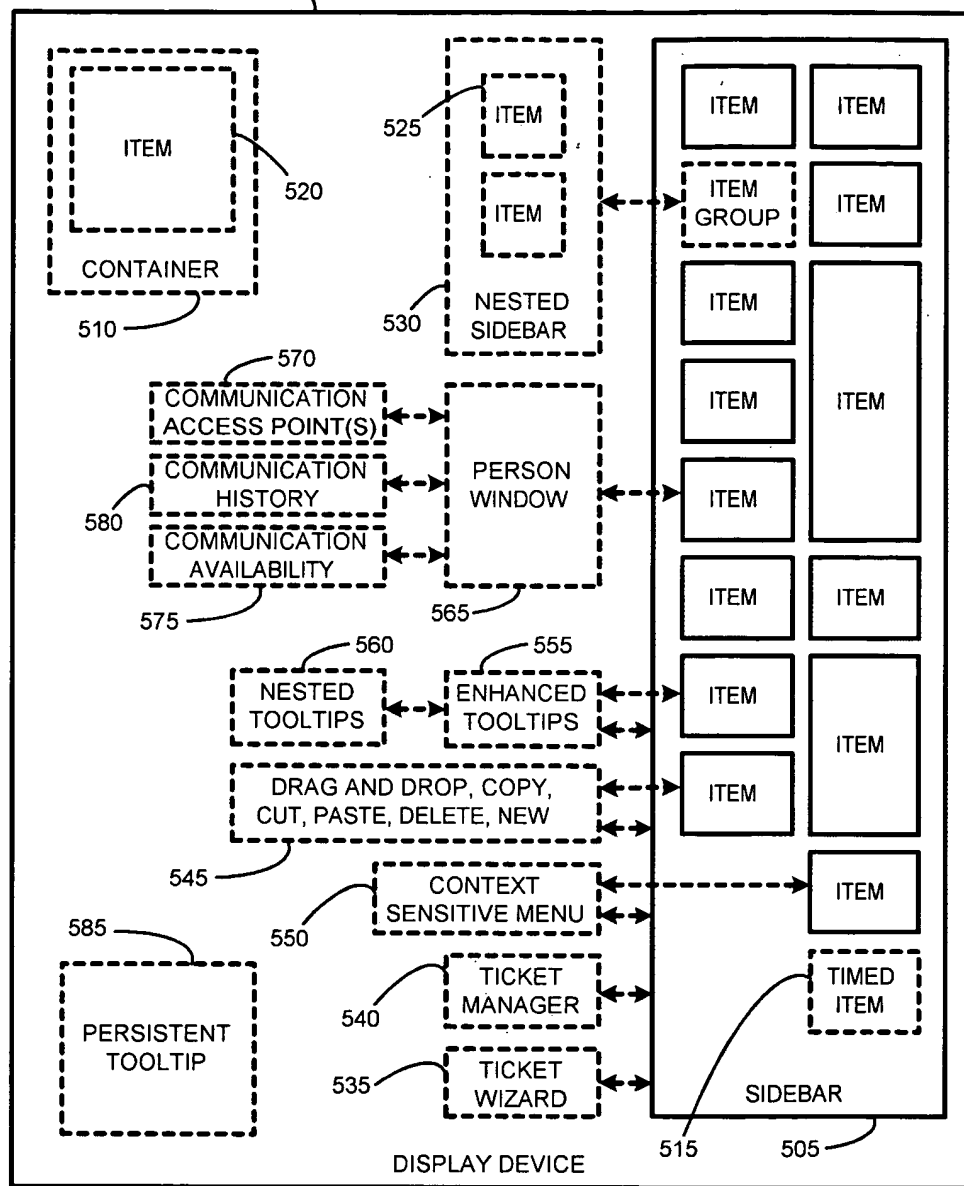 ITEM
520
CONTAINER
510
525
ITEM
ITEM
530
NESTED
SIDEBAR
ITEM
ITEM
ITEM
GROUP
ITEM
ITEM
ITEM
ITEM
ITEM
ITEM
ITEM
ITEM
ITEM
ITEM
ITEM
TIMED
ITEM
515
SIDEBAR
505
570
COMMUNICATION
ACCESS POINT(S)
580
COMMUNICATION
HISTORY
COMMUNICATION
AVAILABILITY
575
PERSON
WINDOW
565
560
NESTED
TOOLTIPS
555
ENHANCED
TOOLTIPS
DRAG AND DROP, COPY,
CUT, PASTE, DELETE, NEW
545
550
CONTEXT
SENSITIVE MENU
585
PERSISTENT
TOOLTIP
540
TICKET
MANAGER
535
TICKET
WIZARD
DISPLAY DEVICE